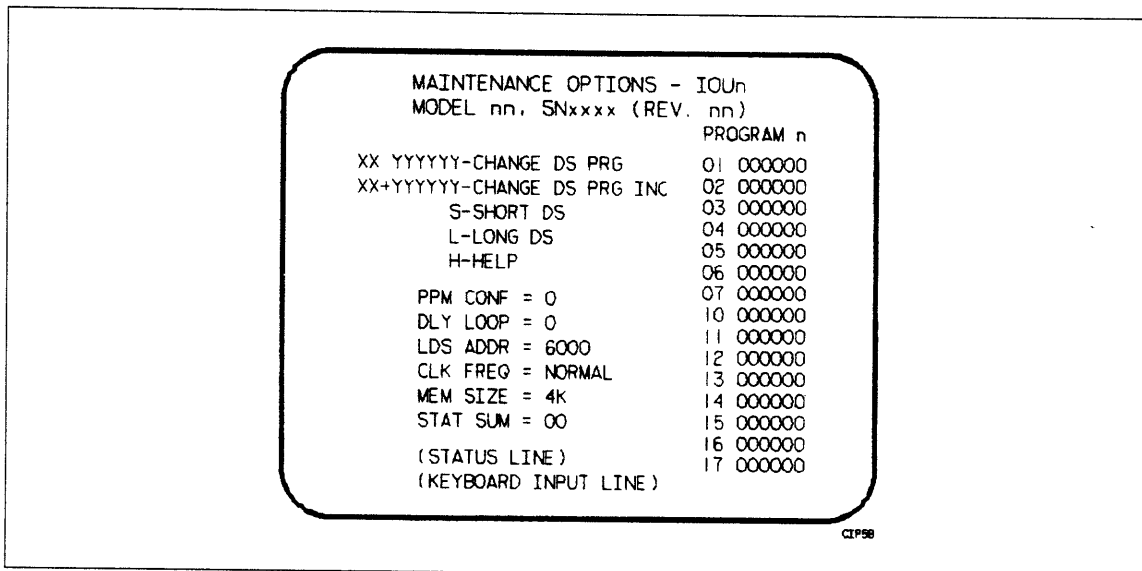 MAINTENANCE OPTIONS - IOUn
MODEL nn, SNxxxx (REV. nn)
PROGRAM n
XX YYYYYY-CHANGE DS PRG
XX+YYYYYY-CHANGE DS PRG INC
S-SHORT DS
L-LONG DS
H-HELP
PPM CONF = 0
DLY LOOP = 0
LDS ADDR = 6000
CLK FREQ = NORMAL
MEM SIZE = 4K
STAT SUM = 00
(STATUS LINE)
(KEYBOARD INPUT LINE)
01 000000
02 000000
03 000000
04 000000
05 000000
06 000000
07 000000
10 000000
11 000000
12 000000
13 000000
14 000000
15 000000
16 000000
17 000000
CIP58